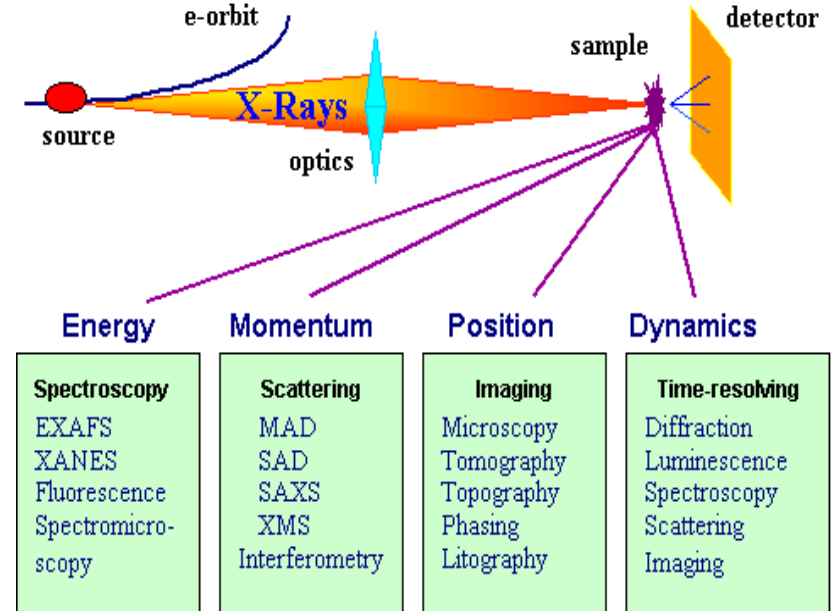 e-orbit
detector
sample
X-Rays
source
optics
Energy
Momentum
Position
Dynamics
Spectroscopy
EXAFS
XANES
Fluorescence
Spectromicro-
scopy
Scattering
MAD
SAD
SAXS
XMS
Interferometry
Imaging
Microscopy
Tomography
Topography
Phasing
Litography
Time-resolving
Diffraction
Luminescence
Spectroscopy
Scattering
Imaging